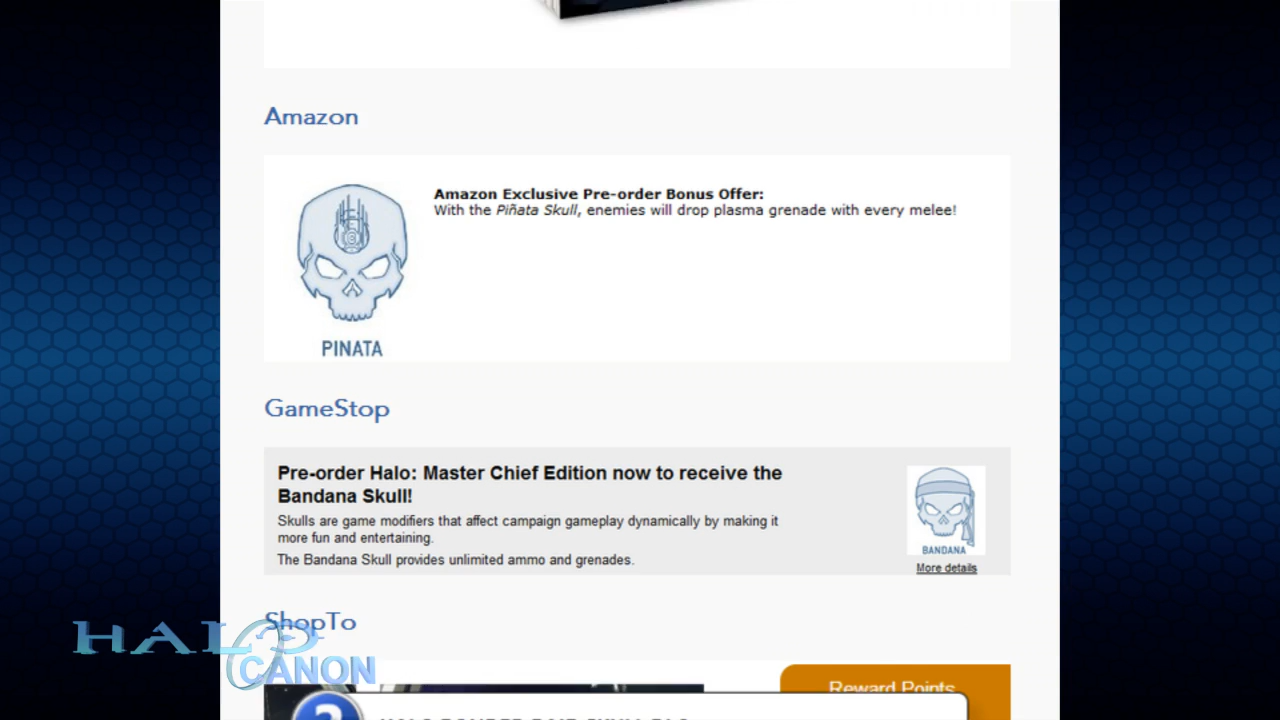 Amazon
Amazon Exclusive Pre-order Bonus Offer:
With the Piñata Skull, enemies will drop plasma grenade with every melee!
PINATA
GameStop
Pre-order Halo: Master Chief Edition now to receive the
Bandana Skull!
Skulls are game modifiers that affect campaign gameplay dynamically by making it
more fun and entertaining.
The Bandana Skull provides unlimited ammo and grenades.
BANDANA
More details
ShopTo
HALO
CANON
Reward Points